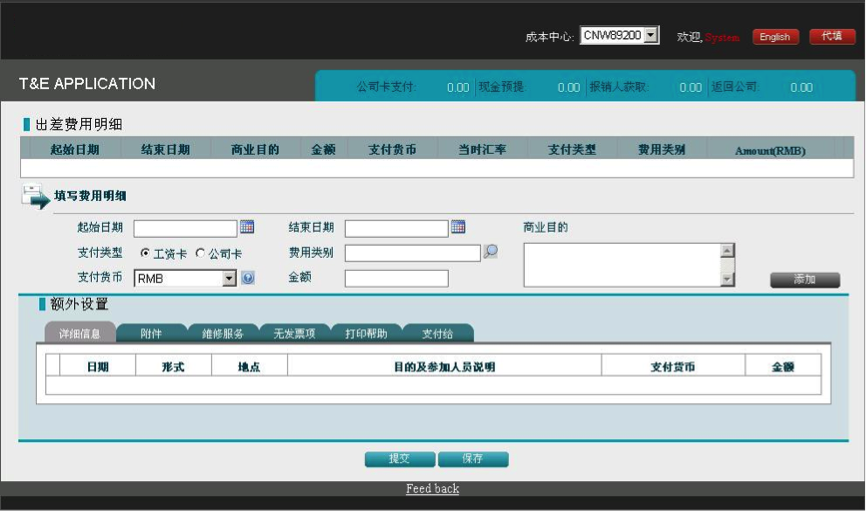 成本中心: CNW89200 欢迎, System English 代填
T&E APPLICATION 公司卡支付: 0.00 现金预提: 0.00 报销人获取: 0.00 返回公司: 0.00
出差费用明细
起始日期 结束日期 商业目的 金额 支付货币 当时汇率 支付类型 费用类别 Amount(RMB)
填写费用明细
起始日期 结束日期 商业目的
支付类型 工资卡 公司卡 费用类别
支付货币 RMB 金额 添加
额外设置
详细信息 附件 维修服务 无发票项 打印帮助 支付给
日期 形式 地点 目的及参加人员说明 支付货币 金额
提交 保存
Feed back